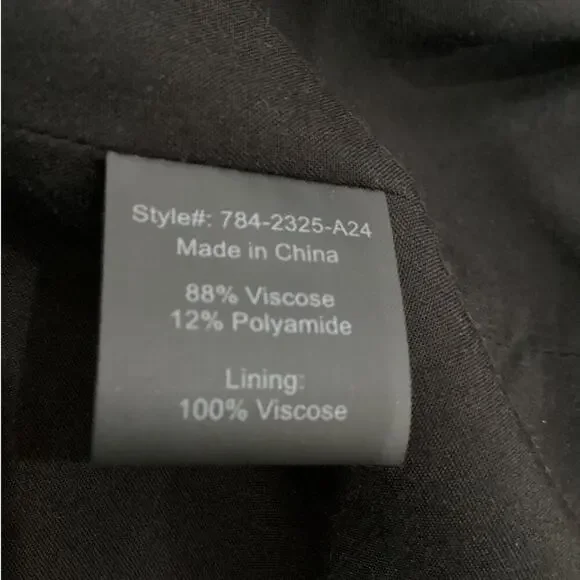 Style#: 784-2325-A24
Made in China
88% Viscose
12% Polyamide
Lining:
100% Viscose